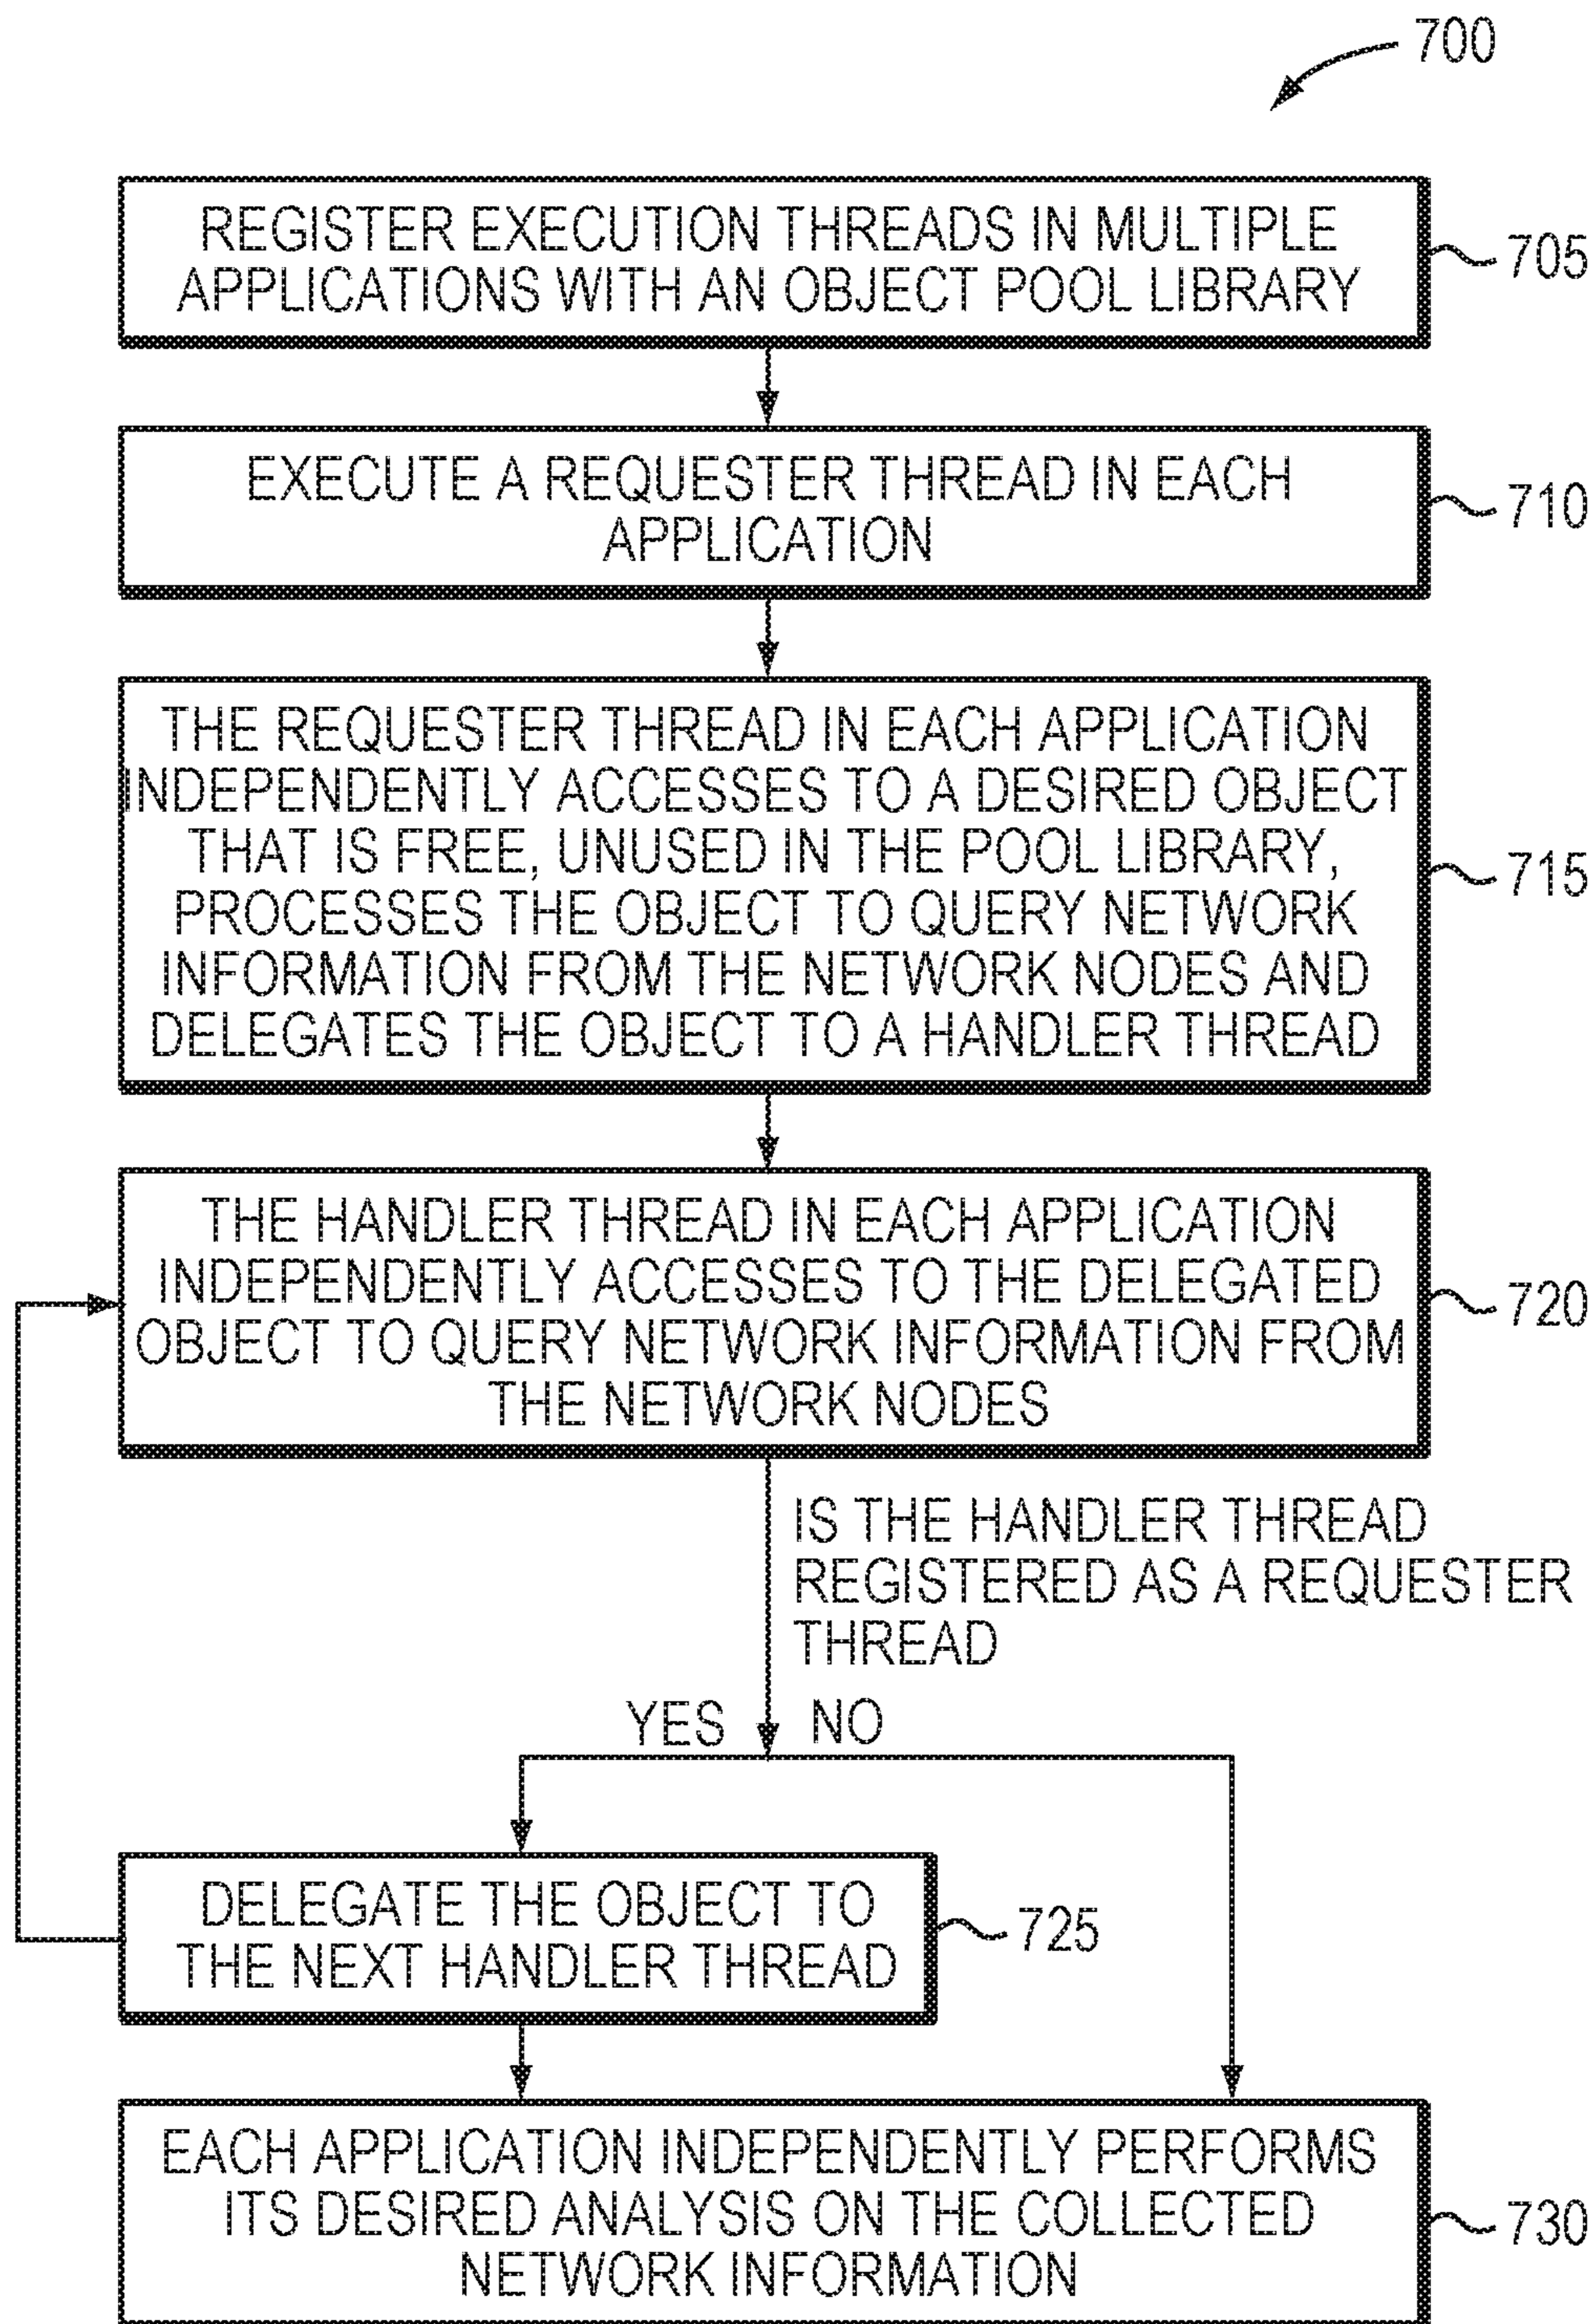 700
REGISTER EXECUTION THREADS IN MULTIPLE
APPLICATIONS WITH AN OBJECT POOL LIBRARY
705
EXECUTE A REQUESTER THREAD IN EACH
APPLICATION
710
THE REQUESTER THREAD IN EACH APPLICATION
INDEPENDENTLY ACCESSES TO A DESIRED OBJECT
THAT IS FREE, UNUSED IN THE POOL LIBRARY,
PROCESSES THE OBJECT TO QUERY NETWORK
INFORMATION FROM THE NETWORK NODES AND
DELEGATES THE OBJECT TO A HANDLER THREAD
715
THE HANDLER THREAD IN EACH APPLICATION
INDEPENDENTLY ACCESSES TO THE DELEGATED
OBJECT TO QUERY NETWORK INFORMATION FROM
THE NETWORK NODES
720
IS THE HANDLER THREAD
REGISTERED AS A REQUESTER
THREAD
YES NO
DELEGATE THE OBJECT TO
THE NEXT HANDLER THREAD
725
EACH APPLICATION INDEPENDENTLY PERFORMS
ITS DESIRED ANALYSIS ON THE COLLECTED
NETWORK INFORMATION
730